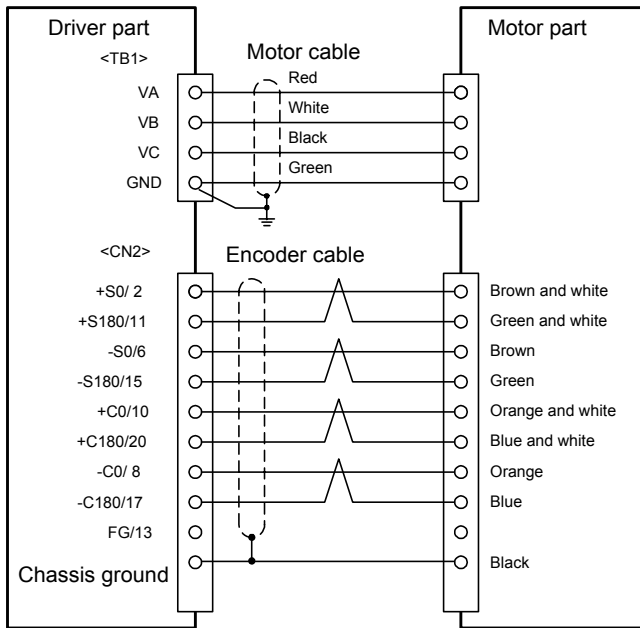 Driver part
Motor part
<TB1>
Motor cable
VA
Red
VB
White
VC
Black
GND
Green
<CN2>
Encoder cable
+S0/ 2
Brown and white
+S180/11
Green and white
-S0/6
Brown
-S180/15
Green
+C0/10
Orange and white
+C180/20
Blue and white
-C0/ 8
Orange
-C180/17
Blue
FG/13
Chassis ground
Black